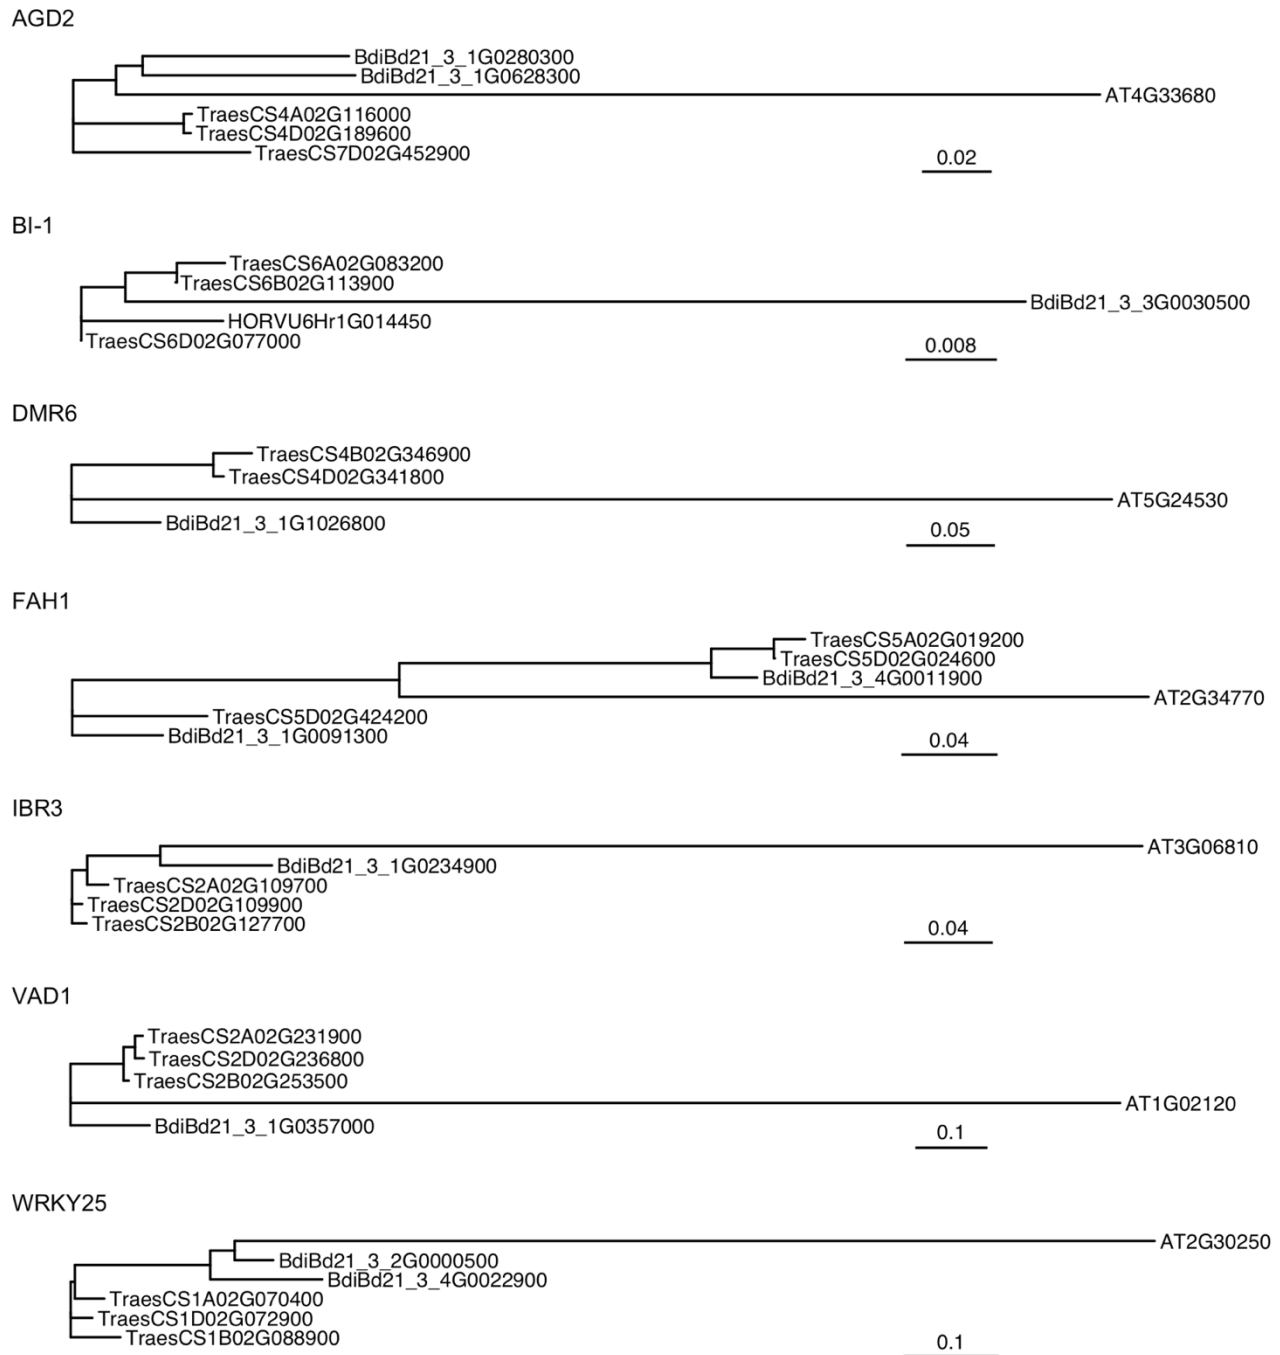 AGD2
BdiBd21_3_1G0280300
BdiBd21_3_1G0628300
AT4G33680
TraesCS4A02G116000
TraesCS4D02G189600
TraesCS7D02G452900
0.02
BI-1
TraesCS6A02G083200
TraesCS6B02G113900
BdiBd21_3_3G0030500
HORVU6Hr1G014450
TraesCS6D02G077000
0.008
DMR6
TraesCS4B02G346900
TraesCS4D02G341800
AT5G24530
BdiBd21_3_1G1026800
0.05
FAH1
TraesCS5A02G019200
TraesCS5D02G024600
BdiBd21_3_4G0011900
AT2G34770
TraesCS5D02G424200
BdiBd21_3_1G0091300
0.04
IBR3
AT3G06810
BdiBd21_3_1G0234900
TraesCS2A02G109700
TraesCS2D02G109900
TraesCS2B02G127700
0.04
VAD1
TraesCS2A02G231900
TraesCS2D02G236800
TraesCS2B02G253500
AT1G02120
BdiBd21_3_1G0357000
0.1
WRKY25
AT2G30250
BdiBd21_3_2G0000500
BdiBd21_3_4G0022900
TraesCS1A02G070400
TraesCS1D02G072900
TraesCS1B02G088900
0.1